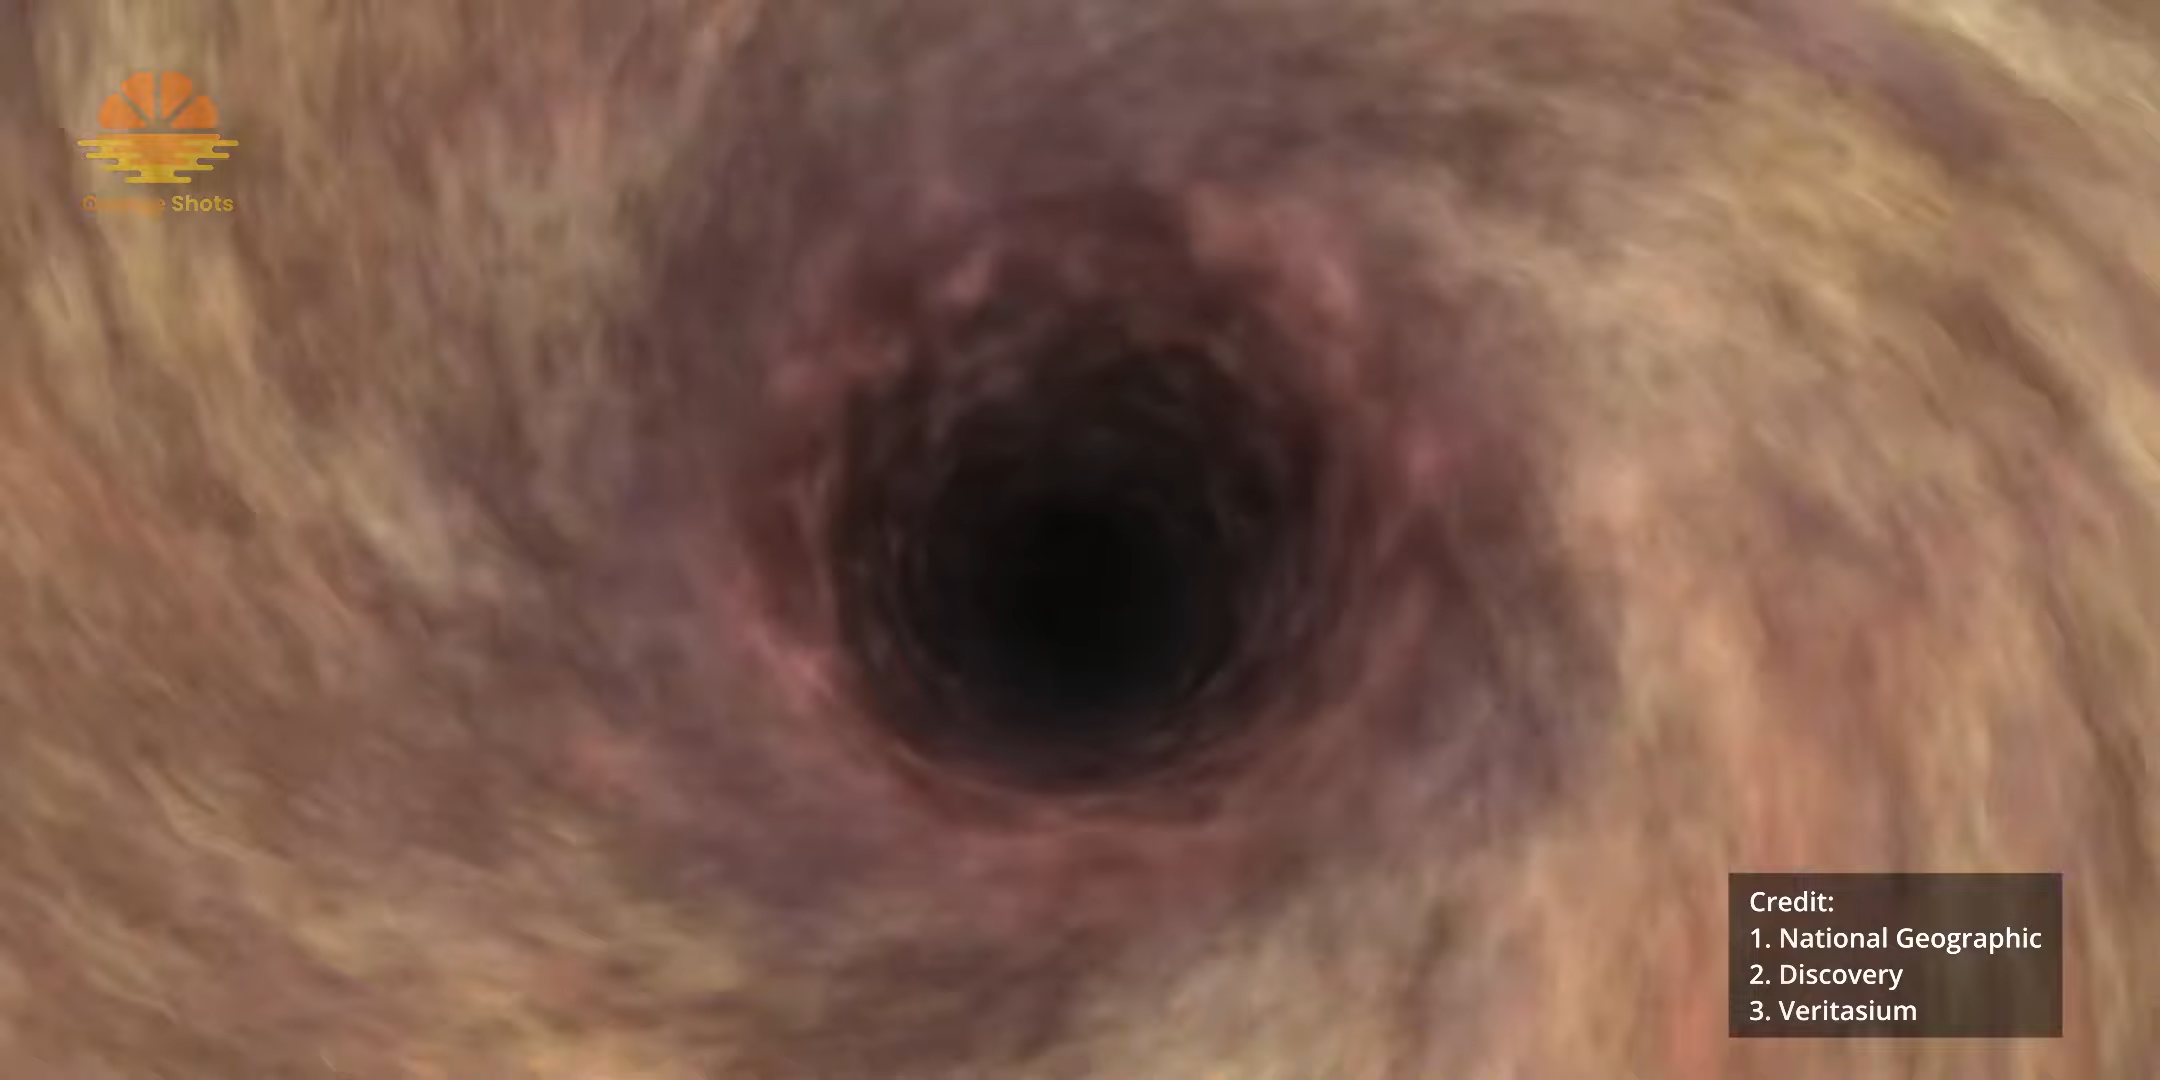 Shots
Credit:
1. National Geographic
2. Discovery
3. Veritasium